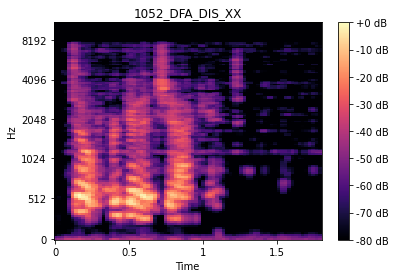 1052_DFA_DIS_XX
+0 dB
8192
-10 dB
4096
-20 dB
-30 dB
2048
Hz
-40 dB
1024
-50 dB
512
-60 dB
-70 dB
0
-80 dB
0
0.5
1
1.5
Time